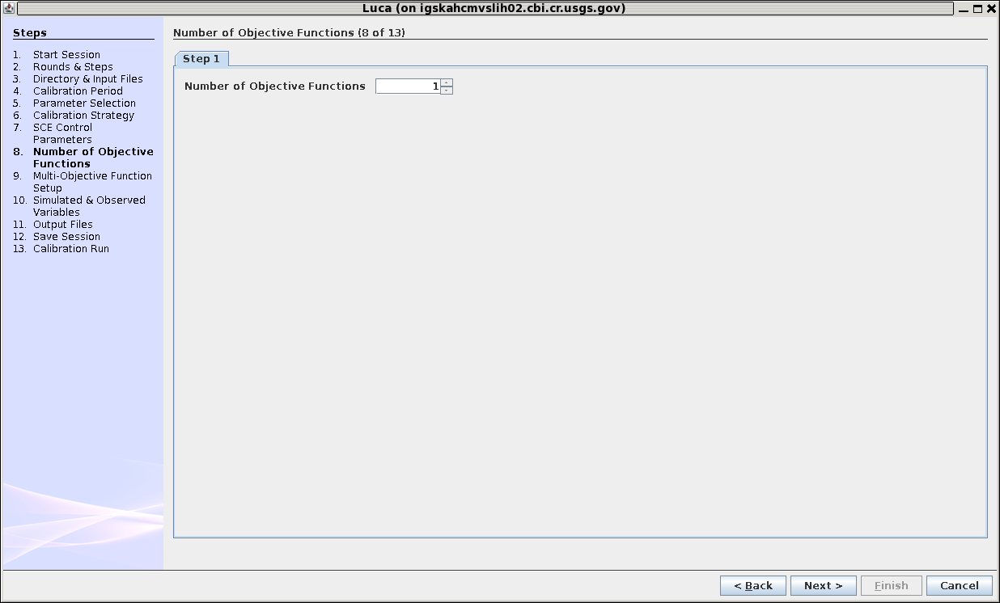 Luca (on igskahcmvslih02.cbi.cr.usgs.gov)
Steps
1. Start Session
2. Rounds & Steps
3. Directory & Input Files
4. Calibration Period
5. Parameter Selection
6. Calibration Strategy
7. SCE Control
Parameters
8. Number of Objective
Functions
9. Multi-Objective Function
Setup
10. Simulated & Observed
Variables
11. Output Files
12. Save Session
13. Calibration Run
Number of Objective Functions (8 of 13)
Step 1
Number of Objective Functions 1
< Back Next > Finish Cancel